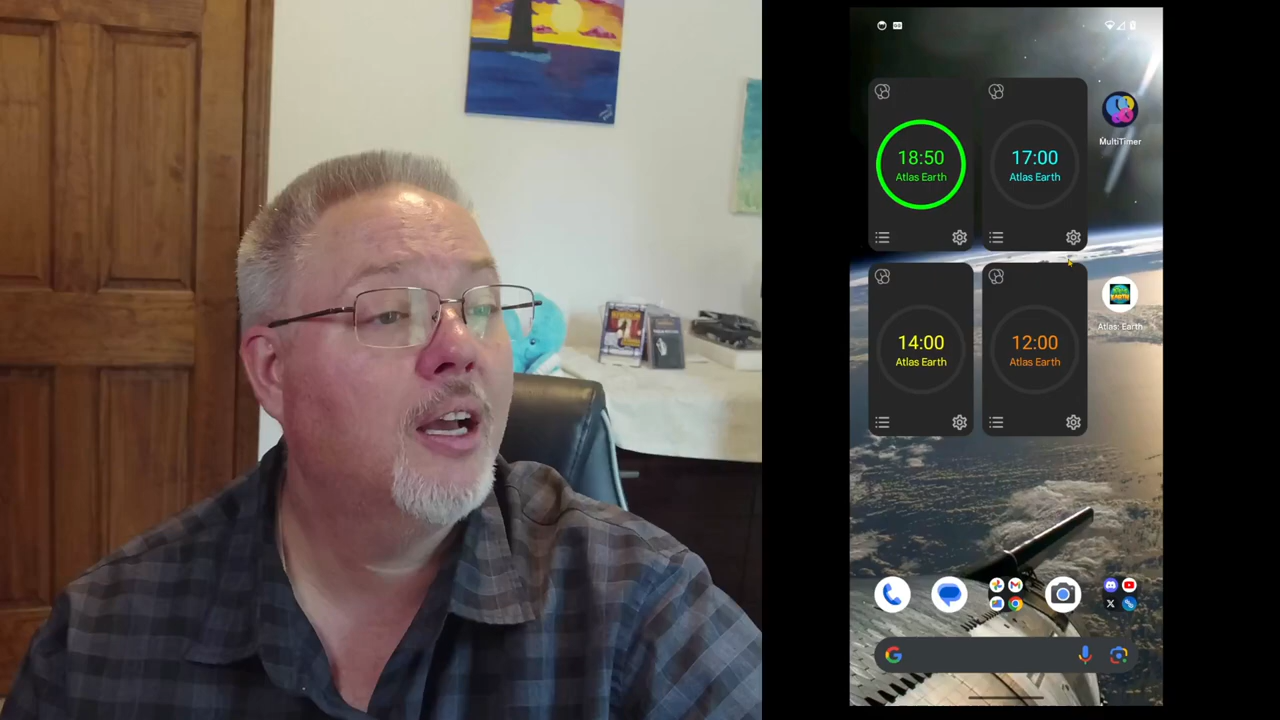 18:50
Atlas Earth
17:00
Atlas Earth
MultiTimer
14:00
Atlas Earth
12:00
Atlas Earth
Atlas: Earth